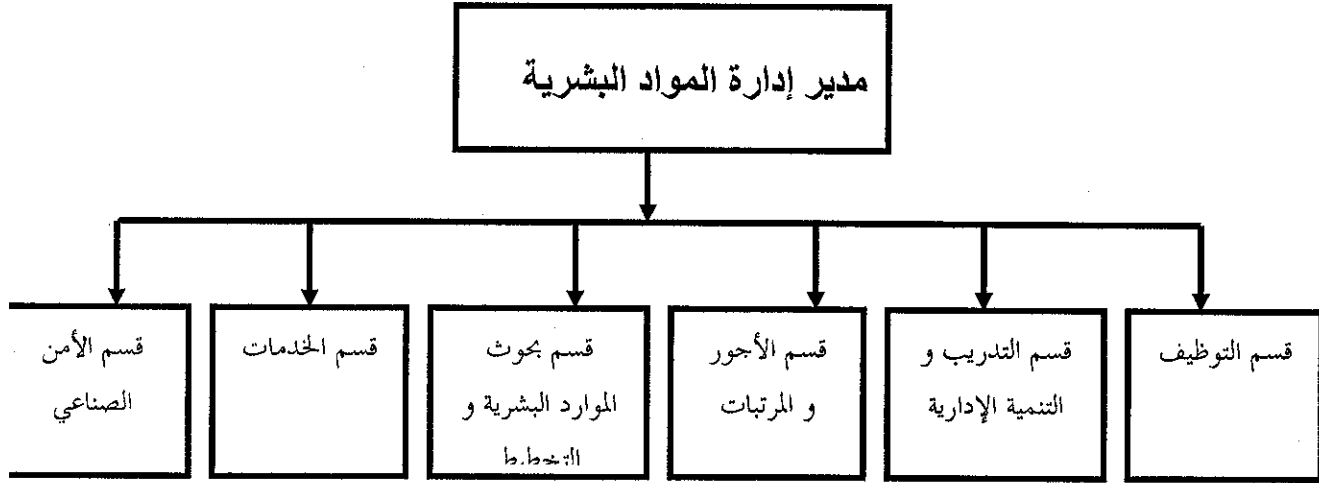 مدير إدارة المواد البشرية
قسم التوظيف
قسم التدريب و
التنمية الإدارية
قسم الأجور
و المرتبات
قسم بحوث
الموارد البشرية و
التخطيط
قسم الخدمات
قسم الأمن
الصناعي